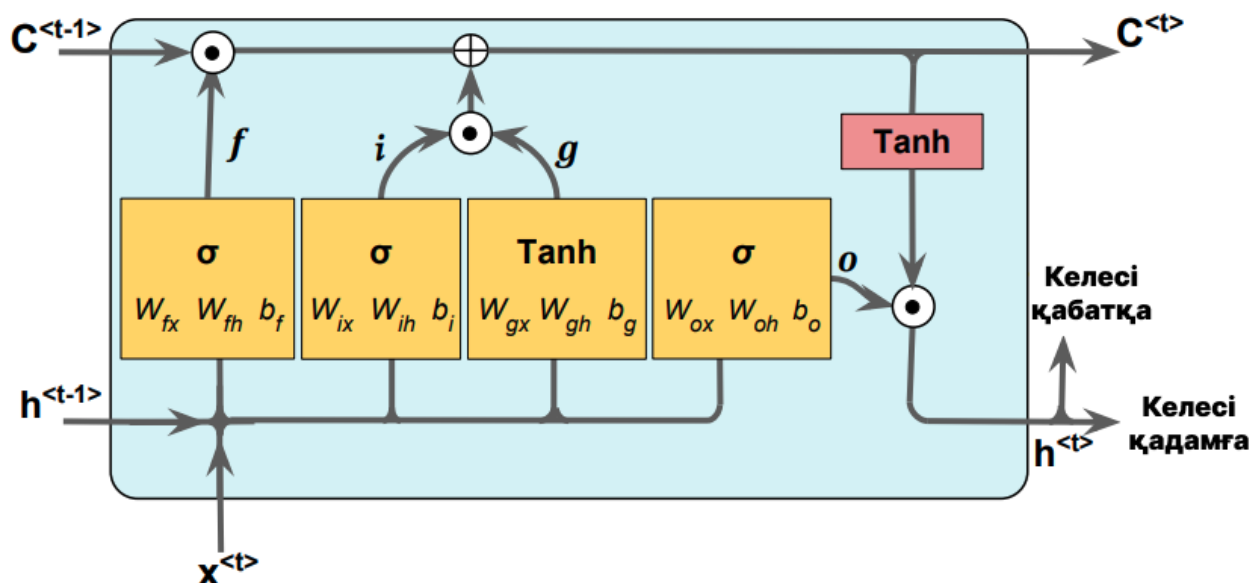 C<t-1>
C<t>
f
i
g
Tanh
σ
W_fx W_fh b_f
σ
W_ix W_ih b_i
Tanh
W_gx W_gh b_g
σ
W_ox W_oh b_o
o
Келесі
қабатқа
h<t-1>
h<t>
Келесі
қадамға
x<t>